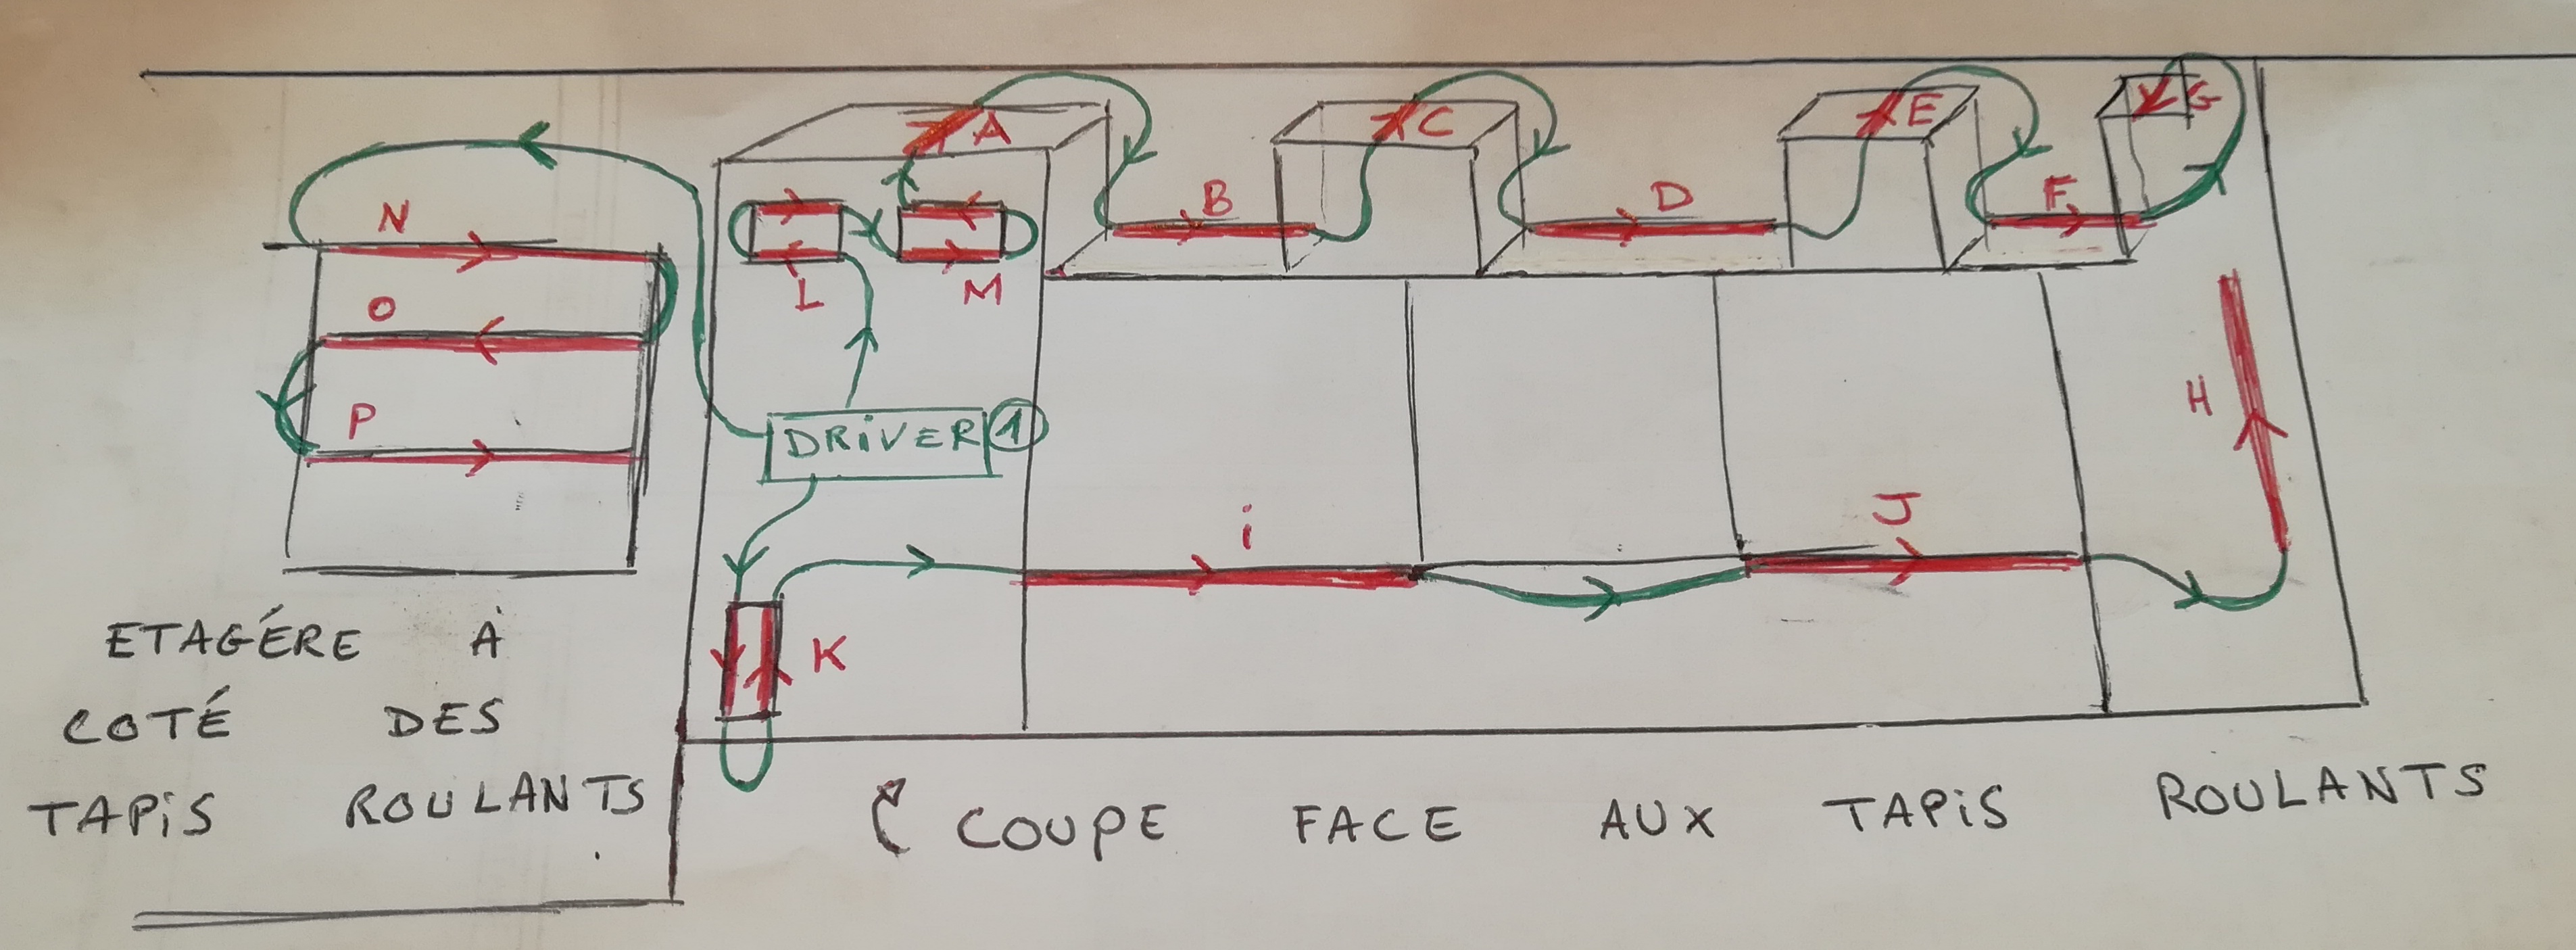 A
C
E
G
B
D
F
N
L
M
O
H
P
DRiVER 1
i
J
K
ETAGÉRE À
COTÉ DES
TAPiS ROULANTS
COUPE FACE AUX TAPiS ROULANTS